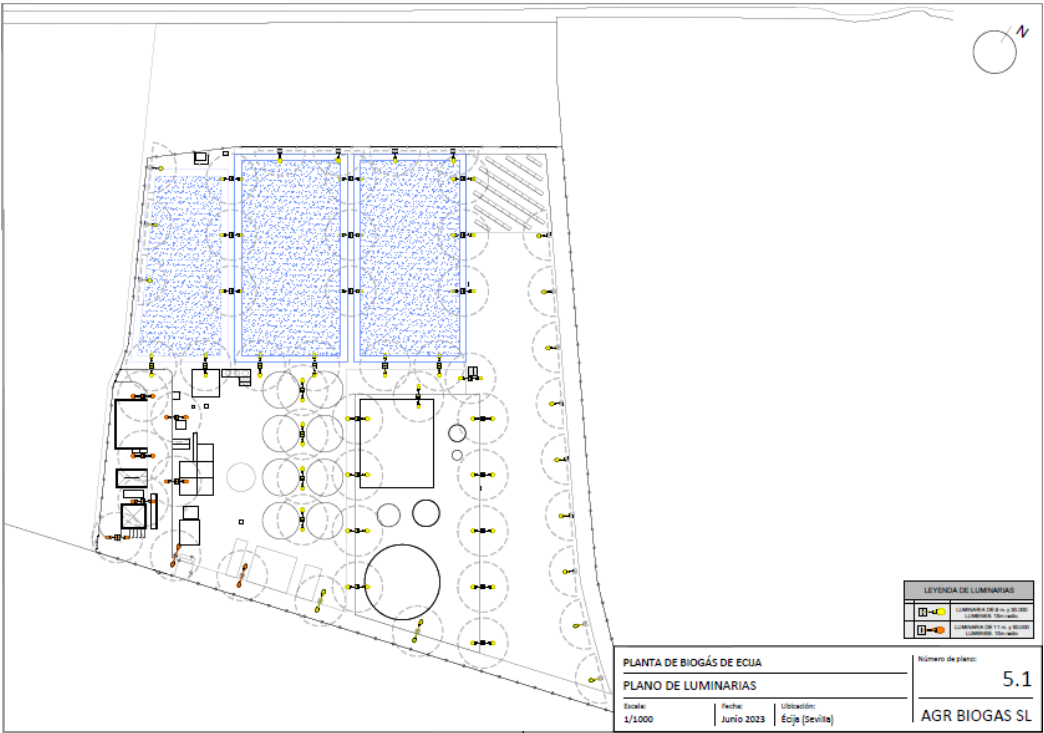 N
LEYENDA DE LUMINARIAS
LUMINARIA DE 8 m. y 30.000
LUMENES. 15m radio
LUMINARIA DE 11 m. y 50.000
LUMENES. 15m radio
PLANTA DE BIOGÁS DE ECIJA
PLANO DE LUMINARIAS
Escala:
1/1000
Fecha:
Junio 2023
Ubicación:
Écija (Sevilla)
Número de plano:
5.1
AGR BIOGAS SL